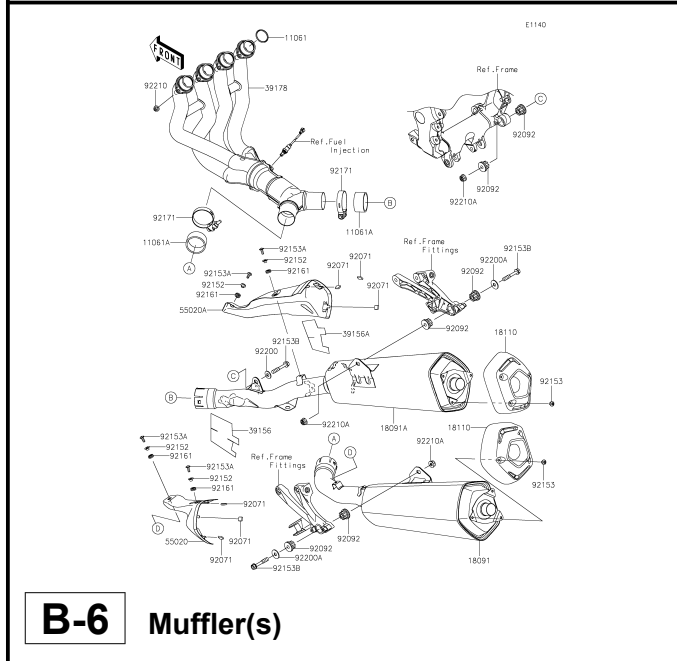 E1140
11061
FRONT
Ref.Frame
92210
39178
C
92092
Ref.Fuel
Injection
92092
92171
92210A
B
92171
11061A
11061A
A
Ref.Frame
Fittings
92153B
92200A
92092
92153A
92152
92161
92071
92071
92153A
92152
92161
92071
55020A
39156A
92092
18110
92153B
92200
C
B
92153
92210A
18091A
39156
18110
92153A
92152
92161
A
D
92210A
Ref.Frame
Fittings
92153A
92152
92161
92153
92071
D
92071
55020
92071
92092
92092
92200A
92153B
18091
B-6 Muffler(s)